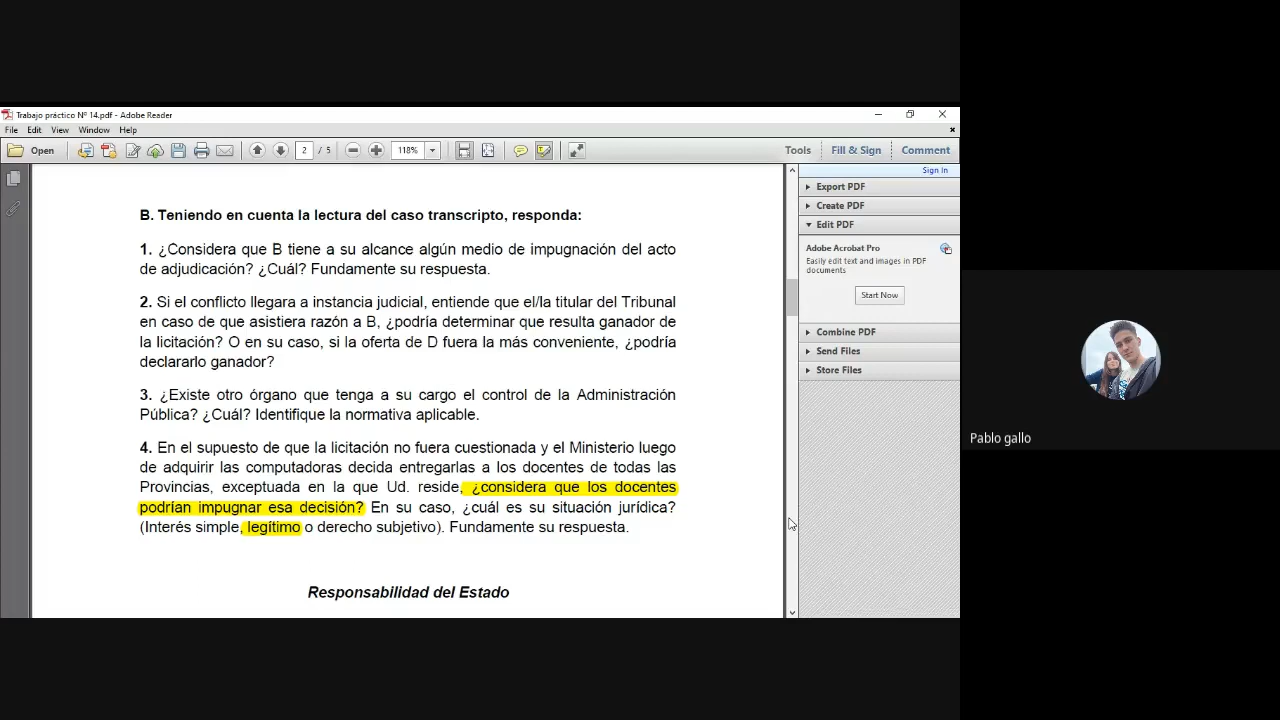 Trabajo práctico Nº 14.pdf - Adobe Reader
File Edit View Window Help
Open 2 / 5 118% Tools Fill & Sign Comment
Sign In
Export PDF
Create PDF
Edit PDF
Adobe Acrobat Pro
Easily edit text and images in PDF
documents
Start Now
Combine PDF
Send Files
Store Files
B. Teniendo en cuenta la lectura del caso transcripto, responda:
1. ¿Considera que B tiene a su alcance algún medio de impugnación del acto
de adjudicación? ¿Cuál? Fundamente su respuesta.
2. Si el conflicto llegara a instancia judicial, entiende que el/la titular del Tribunal
en caso de que asistiera razón a B, ¿podría determinar que resulta ganador de
la licitación? O en su caso, si la oferta de D fuera la más conveniente, ¿podría
declararlo ganador?
3. ¿Existe otro órgano que tenga a su cargo el control de la Administración
Pública? ¿Cuál? Identifique la normativa aplicable.
4. En el supuesto de que la licitación no fuera cuestionada y el Ministerio luego
de adquirir las computadoras decida entregarlas a los docentes de todas las
Provincias, exceptuada en la que Ud. reside, ¿considera que los docentes
podrían impugnar esa decisión? En su caso, ¿cuál es su situación jurídica?
(Interés simple, legítimo o derecho subjetivo). Fundamente su respuesta.
Responsabilidad del Estado
Pablo gallo